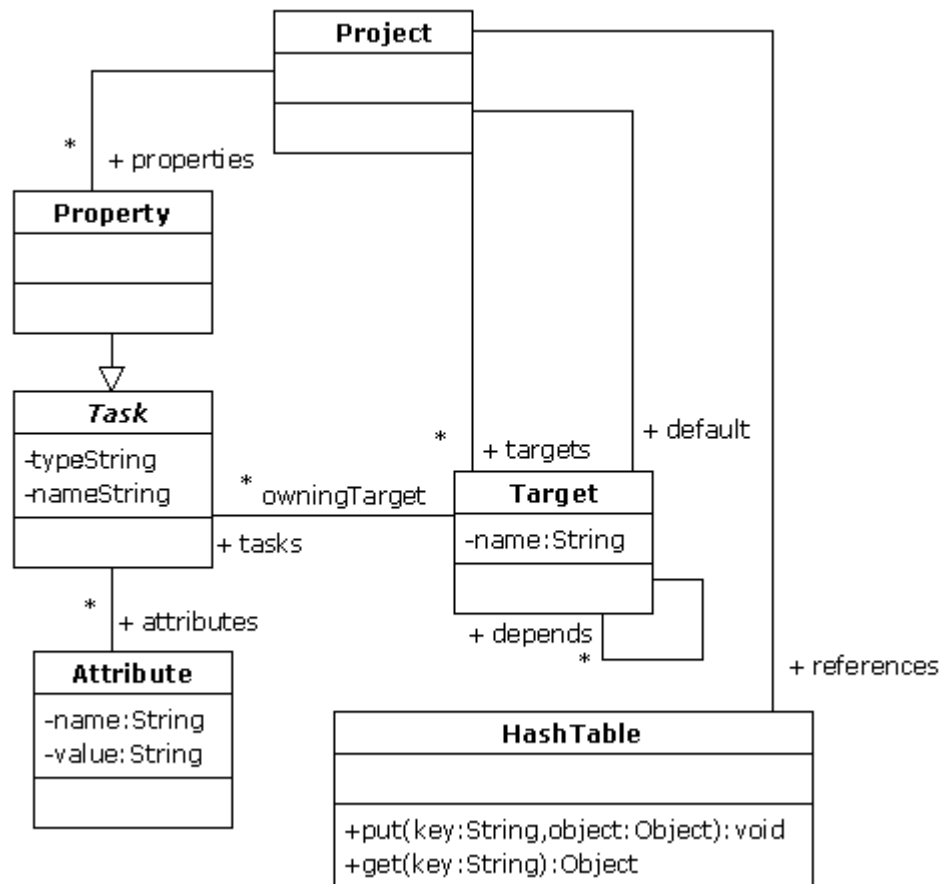 Project
*
+ properties
Property
Task
-typeString
-nameString
*
+ targets
+ default
* owningTarget
+ tasks
Target
-name:String
+ depends
*
*
+ attributes
Attribute
-name:String
-value:String
+ references
HashTable
+put(key:String,object:Object):void
+get(key:String):Object